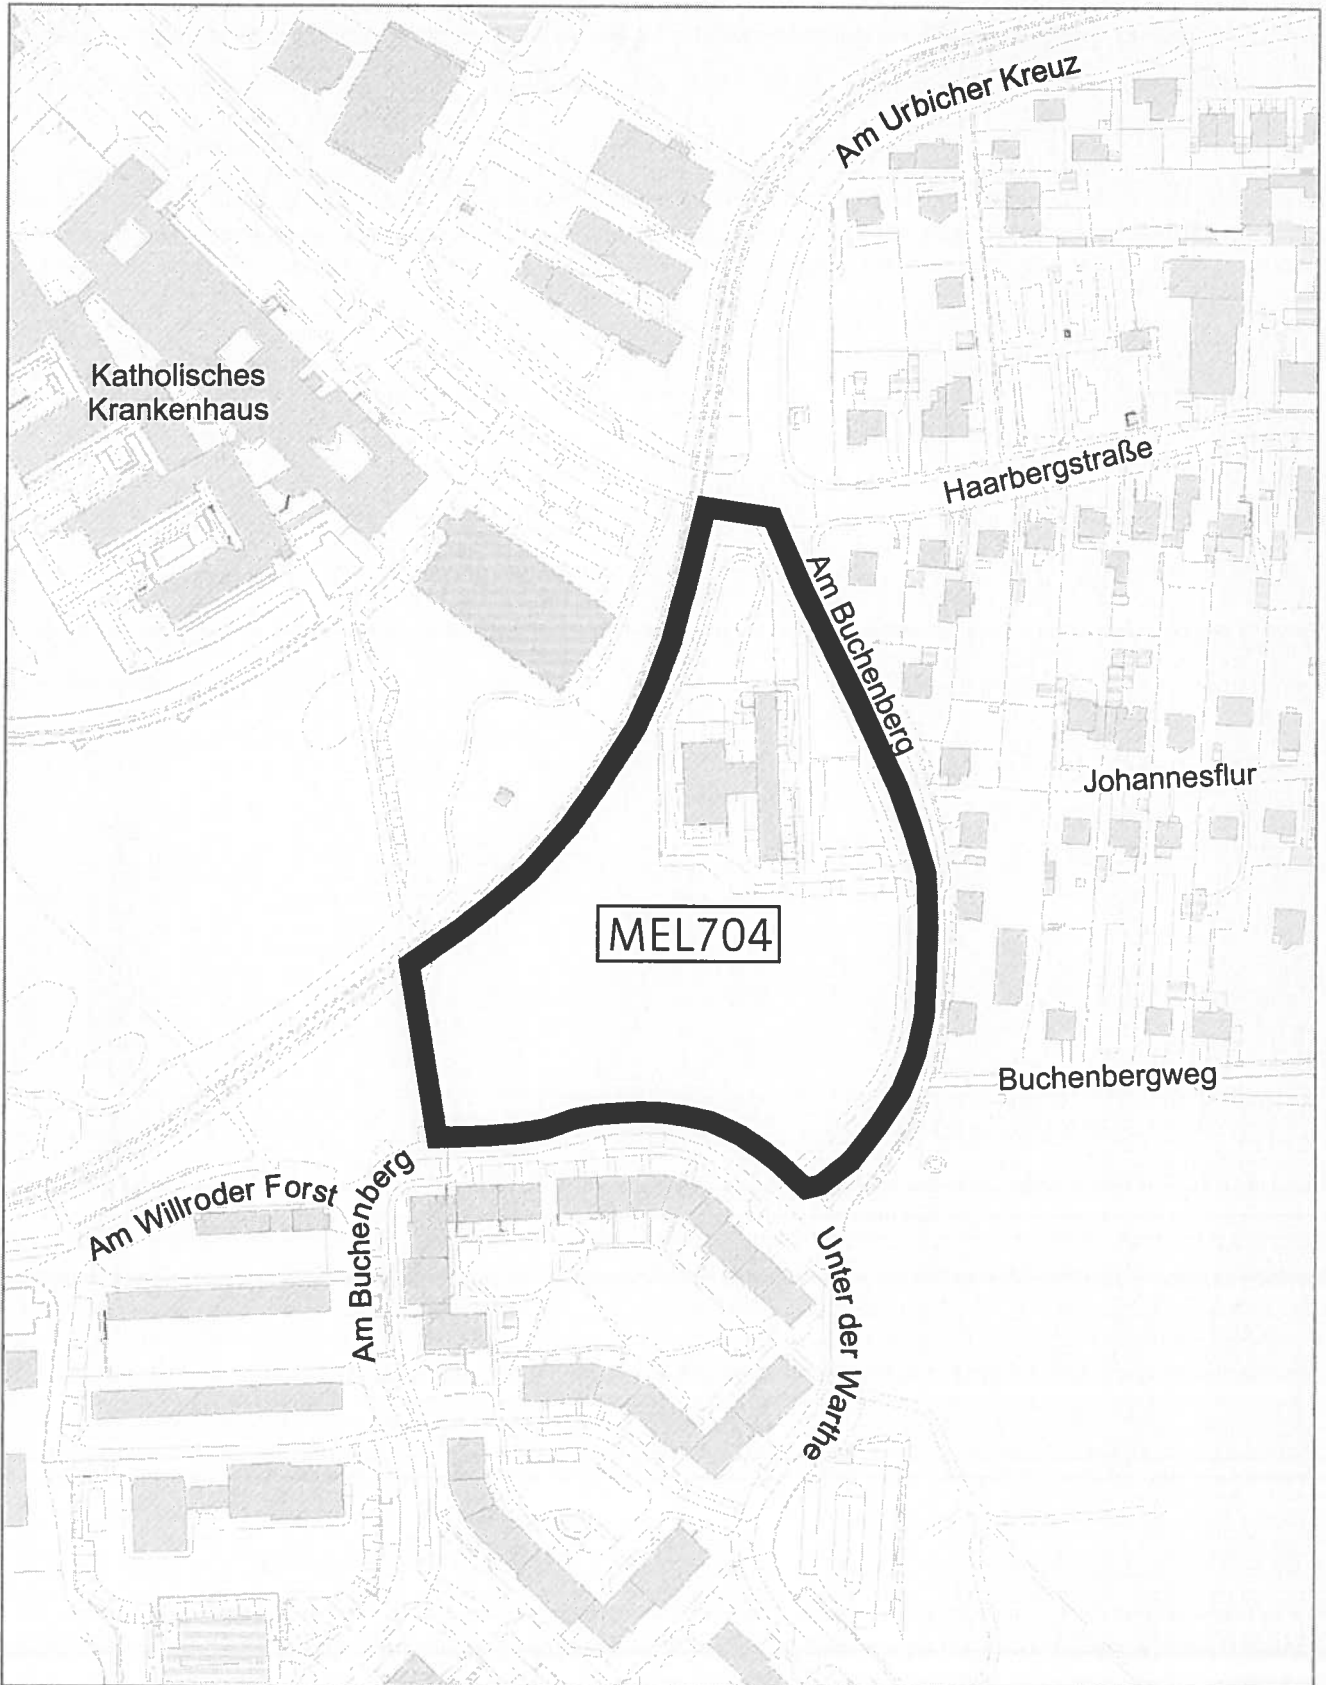 Am Urbicher Kreuz
Katholisches
Krankenhaus
Haarbergstraße
Am Buchenberg
Johannesflur
MEL704
Buchenbergweg
Am Willroder Forst
Am Buchenberg
Unter der Warthe